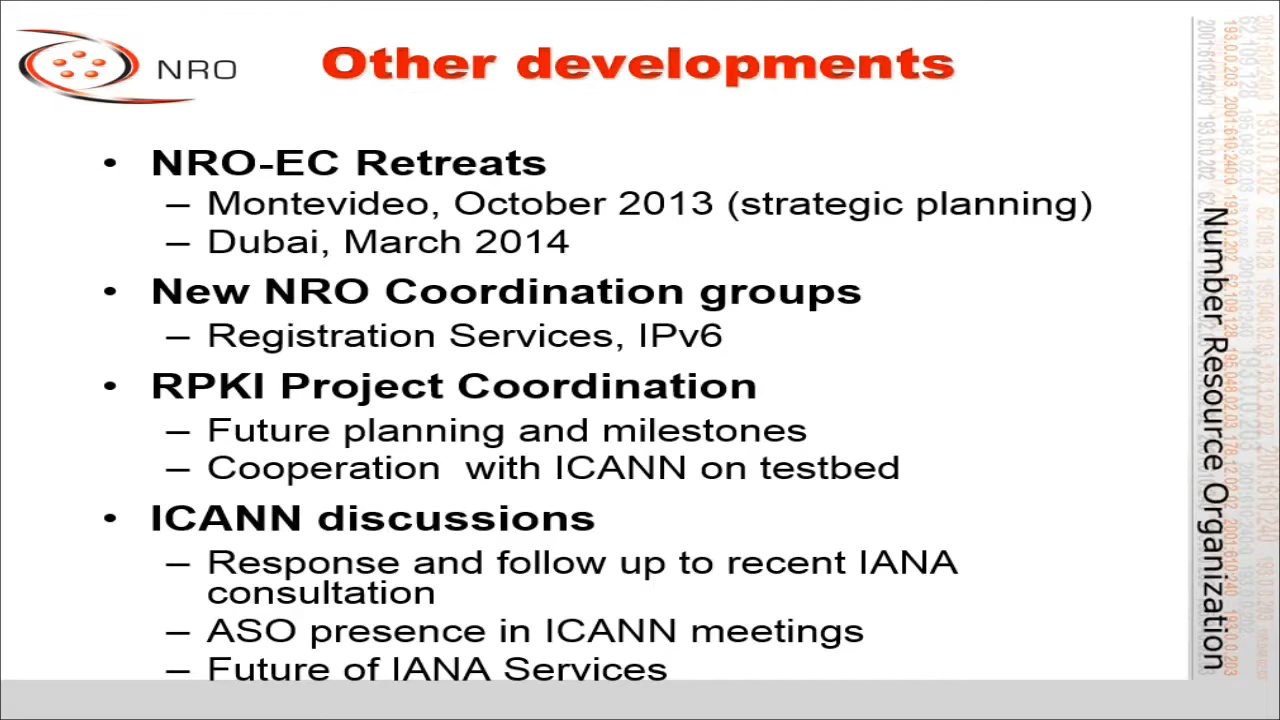 NRO
Other developments
• NRO-EC Retreats
– Montevideo, October 2013 (strategic planning)
– Dubai, March 2014
• New NRO Coordination groups
– Registration Services, IPv6
• RPKI Project Coordination
– Future planning and milestones
– Cooperation with ICANN on testbed
• ICANN discussions
– Response and follow up to recent IANA
consultation
– ASO presence in ICANN meetings
– Future of IANA Services
Number Resource Organization